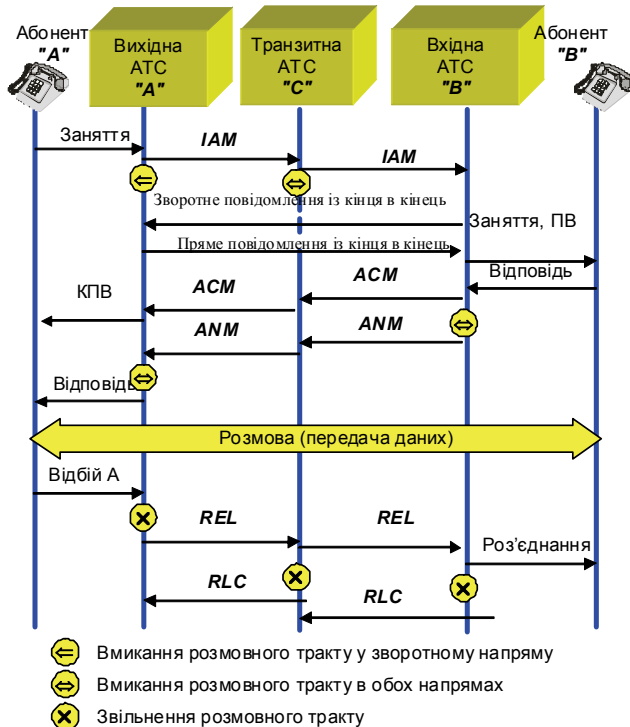 Абонент
"A"
Вихідна
АТС
"A"
Транзитна
АТС
"C"
Вхідна
АТС
"B"
Абонент
"B"
Заняття
IAM
IAM
Зворотне повідомлення із кінця в кінець
Заняття, ПВ
Пряме повідомлення із кінця в кінець
Відповідь
ACM
ACM
КПВ
ANM
ANM
Відповідь
Розмова (передача даних)
Відбій А
REL
REL
Роз'єднання
RLC
RLC
Вмикання розмовного тракту у зворотному напряму
Вмикання розмовного тракту в обох напрямах
Звільнення розмовного тракту